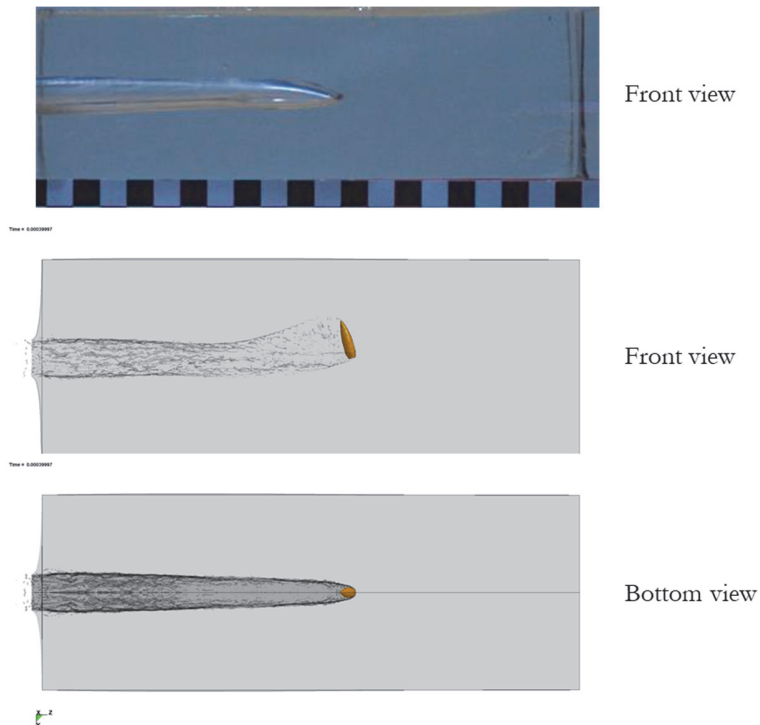 Front view
Time = 0.00039997
Front view
Time = 0.00039997
Bottom view
X Z